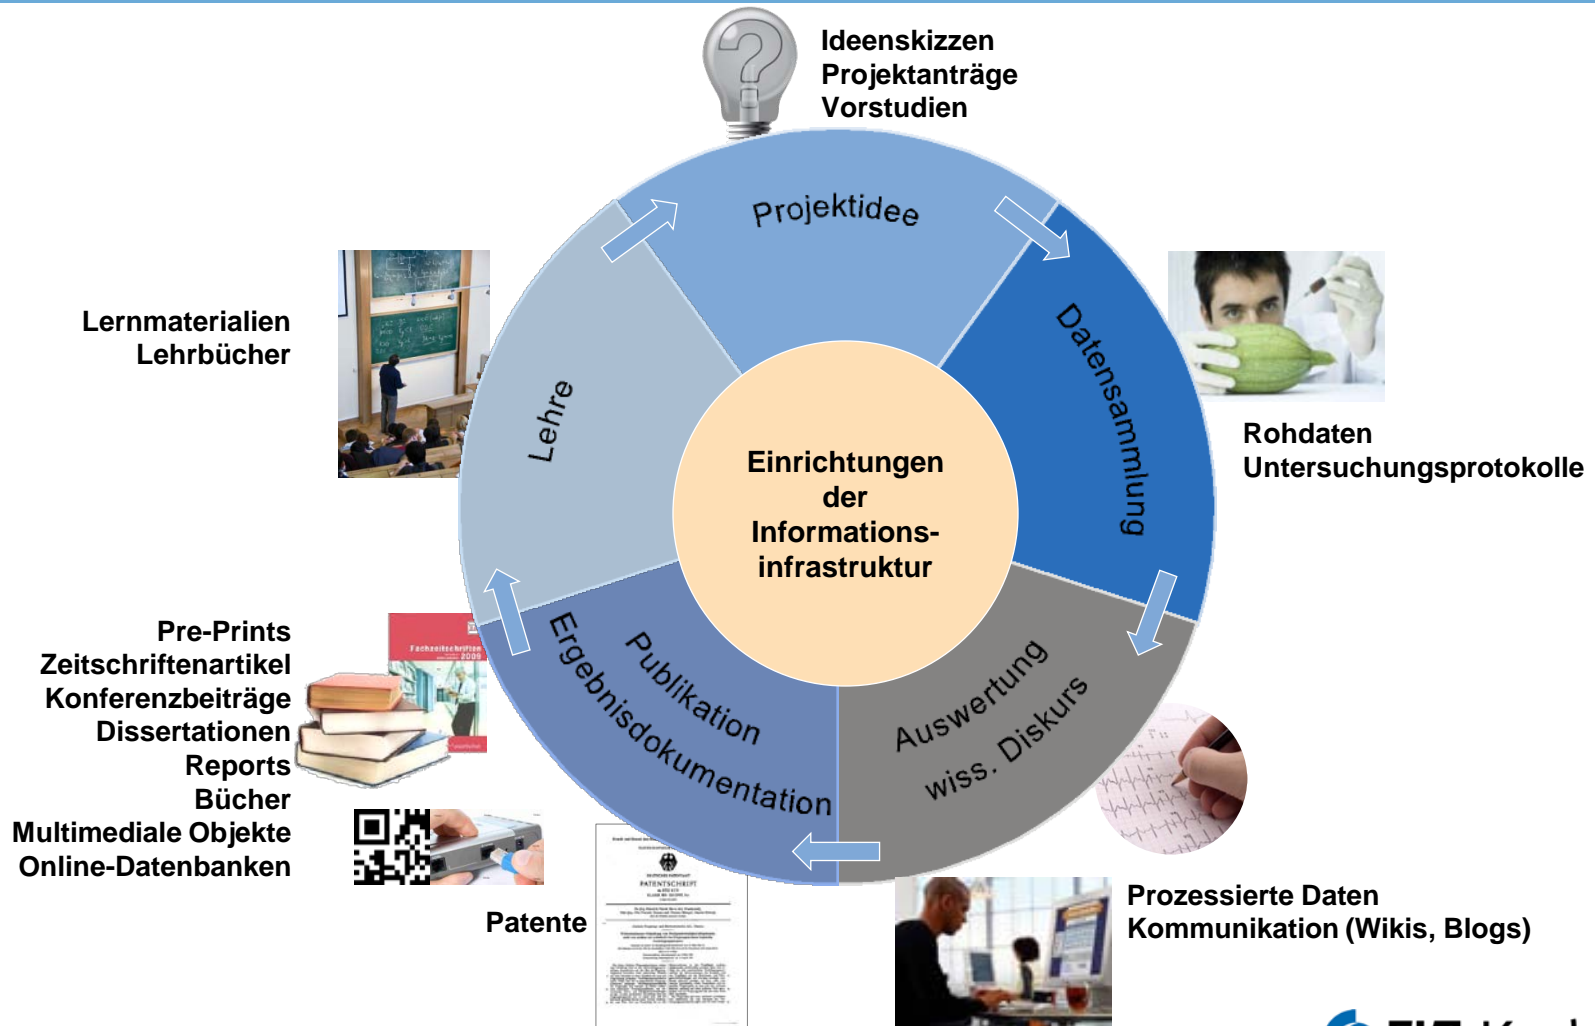 Ideenskizzen
Projektanträge
Vorstudien
Projektidee
Datensammlung
Rohdaten
Untersuchungsprotokolle
Lernmaterialien
Lehrbücher
Lehre
Einrichtungen
der
Informations-
infrastruktur
Auswertung
wiss. Diskurs
Publikation
Ergebnisdokumentation
Pre-Prints
Zeitschriftenartikel
Konferenzbeiträge
Dissertationen
Reports
Bücher
Multimediale Objekte
Online-Datenbanken
Fachzeitschriften
2009
Patente
PATENTSCHRIFT
Prozessierte Daten
Kommunikation (Wikis, Blogs)